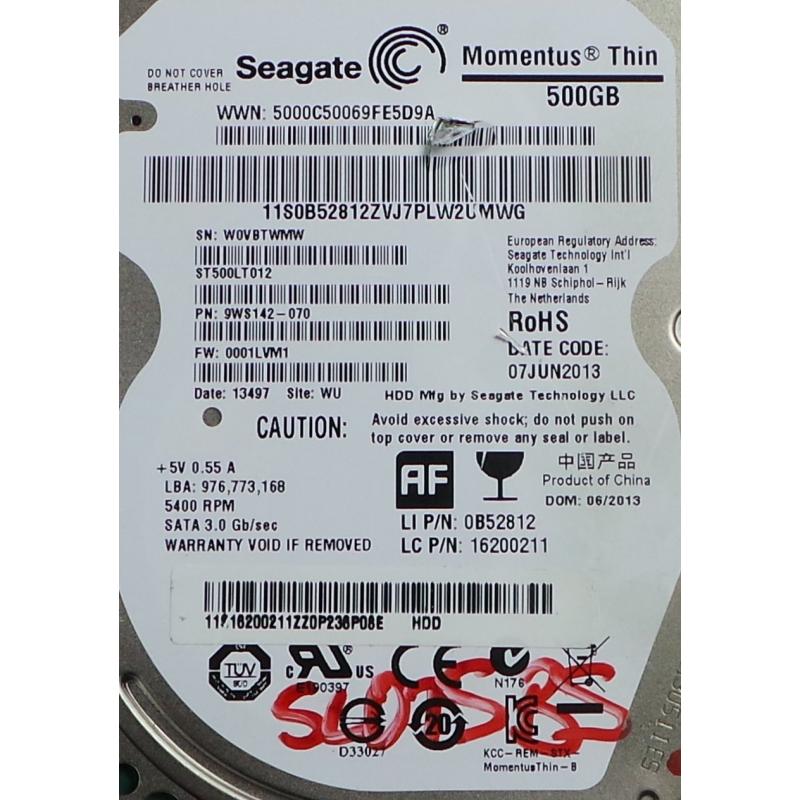 DO NOT COVER
BREATHER HOLE
Seagate®
Momentus® Thin
500GB
WWN: 5000C50069FE5D9A
11S0B52812ZVJ7PLW2UMWG
SN: W0VBTWMW
ST500LT012
PN: 9WS142-070
FW: 0001LVM1
Date: 13497 Site: WU
European Regulatory Address:
Seagate Technology Int'l
Koolhovenlaan 1
1119 NB Schiphol-Rijk
The Netherlands
RoHS
DATE CODE:
07JUN2013
HDD Mfg by Seagate Technology LLC
CAUTION:
Avoid excessive shock; do not push on
top cover or remove any seal or label.
+5V 0.55 A
LBA: 976,773,168
5400 RPM
SATA 3.0 Gb/sec
WARRANTY VOID IF REMOVED
AF
中国产品
Product of China
DOM: 06/2013
LI P/N: 0B52812
LC P/N: 16200211
11S16200211ZZ0P236P06E HDD
TUV
c RU ® US
E190397
CE
N176
D33027
20
KCC-REM-STX-
MomentusThin-B